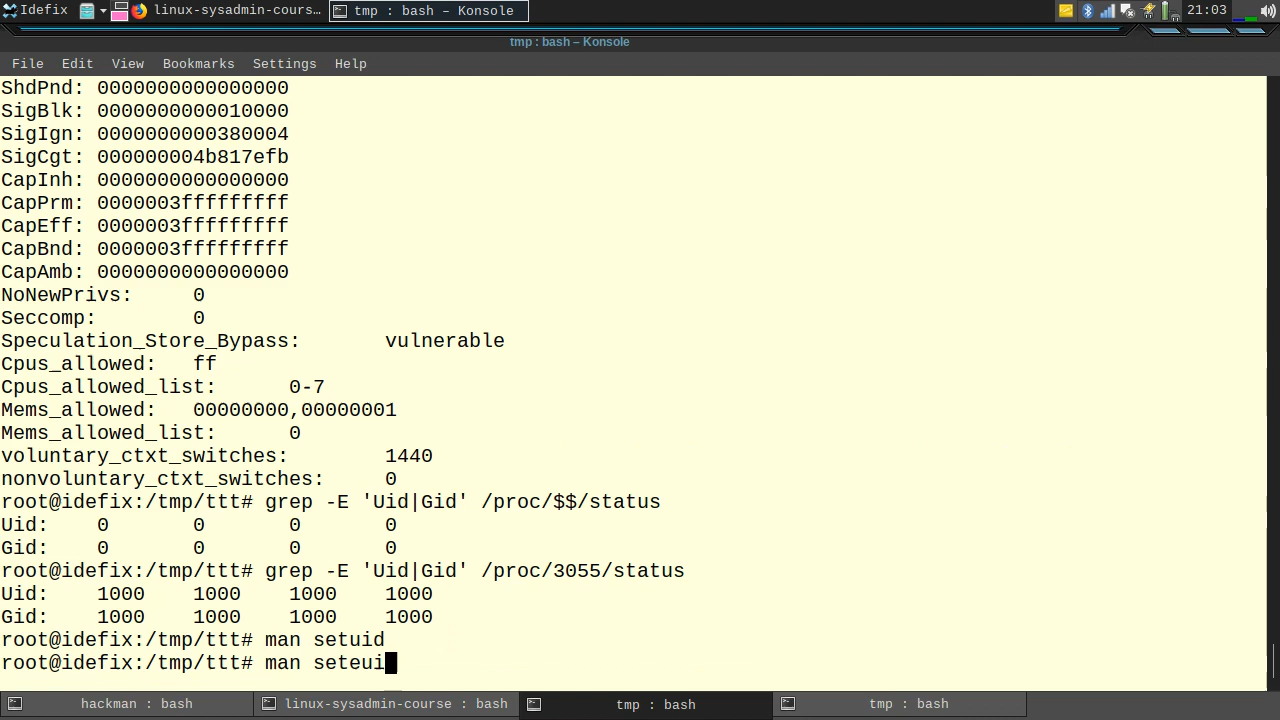 Idefix linux-sysadmin-cours… tmp : bash – Konsole 21:03
tmp : bash – Konsole
File Edit View Bookmarks Settings Help
ShdPnd: 0000000000000000
SigBlk: 0000000000010000
SigIgn: 0000000000380004
SigCgt: 000000004b817efb
CapInh: 0000000000000000
CapPrm: 0000003fffffffff
CapEff: 0000003fffffffff
CapBnd: 0000003fffffffff
CapAmb: 0000000000000000
NoNewPrivs: 0
Seccomp: 0
Speculation_Store_Bypass: vulnerable
Cpus_allowed: ff
Cpus_allowed_list: 0-7
Mems_allowed: 00000000,00000001
Mems_allowed_list: 0
voluntary_ctxt_switches: 1440
nonvoluntary_ctxt_switches: 0
root@idefix:/tmp/ttt# grep -E 'Uid|Gid' /proc/$$/status
Uid: 0 0 0 0
Gid: 0 0 0 0
root@idefix:/tmp/ttt# grep -E 'Uid|Gid' /proc/3055/status
Uid: 1000 1000 1000 1000
Gid: 1000 1000 1000 1000
root@idefix:/tmp/ttt# man setuid
root@idefix:/tmp/ttt# man seteui
hackman : bash linux-sysadmin-course : bash tmp : bash tmp : bash